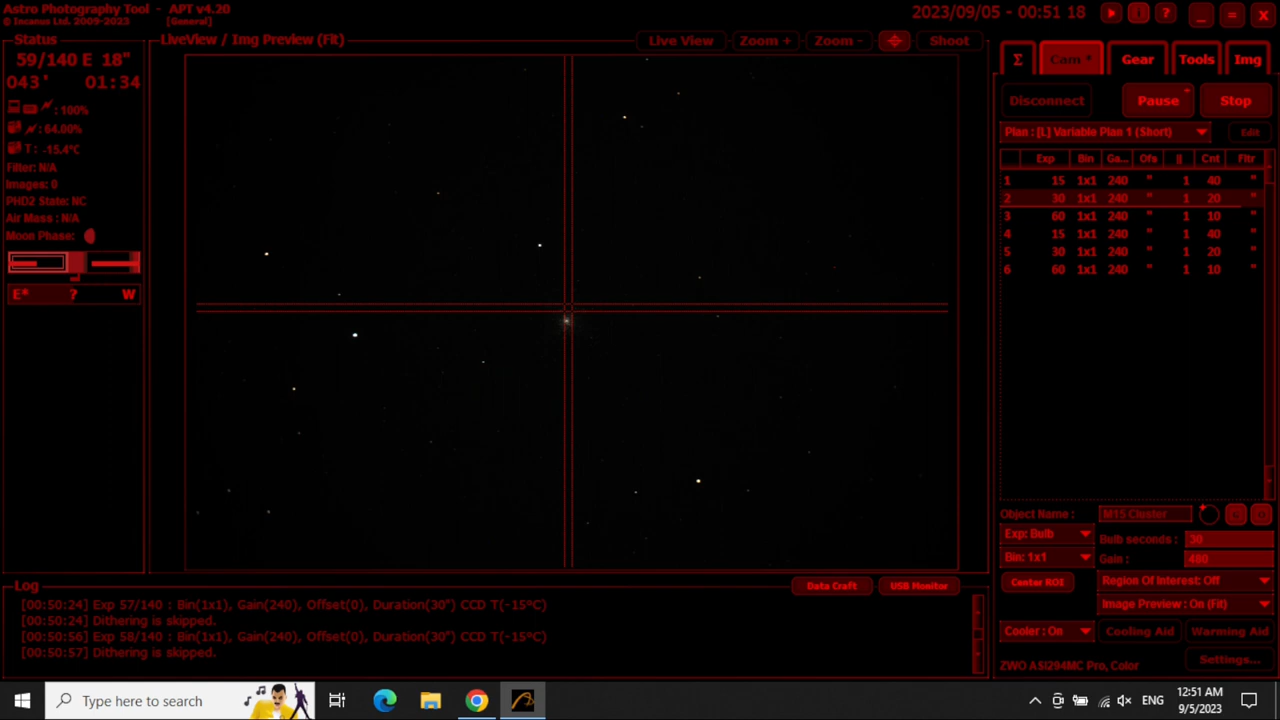 Astro Photography Tool - APT v4.20
© Incanus Ltd. 2009-2023 [General]
2023/09/05 - 00:51 18
?
Status
59/140 E 18"
043' 01:34
: 100%
: 64.00%
T : -15.4°C
Filter: N/A
Images: 0
PHD2 State: NC
Air Mass : N/A
Moon Phase:
E* ? W
LiveView / Img Preview (Fit)
Live View Zoom + Zoom - Shoot
Σ Cam * Gear Tools Img
Disconnect Pause Stop
Plan : [L] Variable Plan 1 (Short) Edit
Exp Bin Ga... Ofs || Cnt Fltr
1 15 1x1 240 " 1 40 "
2 30 1x1 240 " 1 20 "
3 60 1x1 240 " 1 10 "
4 15 1x1 240 " 1 40 "
5 30 1x1 240 " 1 20 "
6 60 1x1 240 " 1 10 "
Object Name : M15 Cluster
Exp: Bulb Bulb seconds : 30
Bin: 1x1 Gain : 480
Center ROI Region Of Interest: Off
Image Preview : On (Fit)
Cooler : On Cooling Aid Warming Aid
ZWO ASI294MC Pro, Color Settings...
Log Data Craft USB Monitor
[00:50:24] Exp 57/140 : Bin(1x1), Gain(240), Offset(0), Duration(30") CCD T(-15°C)
[00:50:24] Dithering is skipped.
[00:50:56] Exp 58/140 : Bin(1x1), Gain(240), Offset(0), Duration(30") CCD T(-15°C)
[00:50:57] Dithering is skipped.
Type here to search
ENG
12:51 AM
9/5/2023